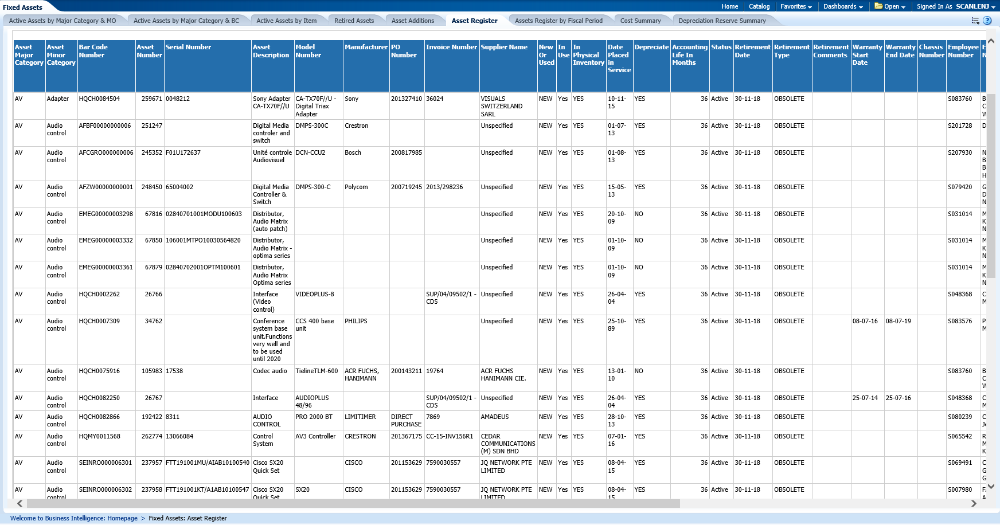 Fixed Assets
Home Catalog Favorites Dashboards Open Signed In As SCANLENJ
Active Assets by Major Category & MO Active Assets by Major Category & BC Active Assets by Item Retired Assets Asset Additions Asset Register Assets Register by Fiscal Period Cost Summary Depreciation Reserve Summary
Asset Major Category Asset Minor Category Bar Code Number Asset Number Serial Number Asset Description Model Number Manufacturer PO Number Invoice Number Supplier Name New Or Used In Use In Physical Inventory Date Placed in Service Depreciate Accounting Life In Months Status Retirement Date Retirement Type Retirement Comments Warranty Start Date Warranty End Date Chassis Number Employee Number
AV Adapter HQCH0084504 259671 0048212 Sony Adapter CA-TX70F//U CA-TX70F//U - Digital Triax Adapter Sony 201327410 36024 VISUALS SWITZERLAND SARL NEW Yes YES 10-11-15 YES 36 Active 30-11-18 OBSOLETE S083760
AV Audio control AFBF00000000006 251247 Digital Media controler and switch DMPS-300C Crestron Unspecified NEW Yes YES 01-07-13 YES 36 Active 30-11-18 OBSOLETE S201728
AV Audio control AFCGRO000000006 245352 F01U172637 Unité controle Audiovisuel DCN-CCU2 Bosch 200817985 Unspecified NEW Yes YES 01-08-13 YES 36 Active 30-11-18 OBSOLETE S207930
AV Audio control AFZW00000000001 248450 65004002 Digital Media Controller & Switch DMPS-300-C Polycom 200719245 2013/298236 Unspecified NEW Yes YES 15-05-13 YES 36 Active 30-11-18 OBSOLETE S079420
AV Audio control EMEG00000003298 67816 02840701001MODU100603 Distributor, Audio Matrix (auto patch) Unspecified NEW Yes YES 20-10-09 NO 36 Active 30-11-18 OBSOLETE S031014
AV Audio control EMEG00000003332 67850 106001MTPO10030564820 Distributor, Audio Matrix - optima series Unspecified NEW Yes YES 01-10-09 NO 36 Active 30-11-18 OBSOLETE S031014
AV Audio control EMEG00000003361 67879 02840702001OPTM100601 Distributor, Audio Matrix Optima series Unspecified NEW Yes YES 01-10-09 NO 36 Active 30-11-18 OBSOLETE S031014
AV Audio control HQCH0002262 26766 Interface (Video control) VIDEOPLUS-8 SUP/04/09502/1 - CDS Unspecified NEW Yes YES 26-04-04 YES 36 Active 30-11-18 OBSOLETE S048368
AV Audio control HQCH0007309 34762 Conference system base unit.Functions very well and to be used until 2020 CCS 400 base unit PHILIPS Unspecified NEW Yes YES 25-10-89 YES 36 Active 30-11-18 OBSOLETE 08-07-16 08-07-19 S083576
AV Audio control HQCH0075916 105983 17538 Codec audio TielineTLM-600 ACR FUCHS, HANIMANN 200143211 19764 ACR FUCHS HANIMANN CIE. NEW Yes YES 13-01-10 NO 36 Active 30-11-18 OBSOLETE S083760
AV Audio control HQCH0082250 26767 Interface AUDIOPLUS 48/96 SUP/04/09502/1 - CDS Unspecified NEW Yes YES 26-04-04 YES 36 Active 30-11-18 OBSOLETE 25-07-14 25-07-16 S048368
AV Audio control HQCH0082866 192422 8311 AUDIO CONTROL PRO 2000 BT LIMITIMER DIRECT PURCHASE 7869 AMADEUS NEW Yes YES 28-10-13 YES 36 Active 30-11-18 OBSOLETE S080239
AV Audio control HQMY0011568 262774 13066084 Control System AV3 Controller CRESTRON 201367175 CC-15-INV156R1 CEDAR COMMUNICATIONS (M) SDN BHD NEW Yes YES 07-01-16 YES 36 Active 30-11-18 OBSOLETE S065542
AV Audio control SEINRO000006301 237957 FTT191001MU/AIAB10100540 Cisco SX20 Quick Set CISCO 201153629 7590030557 JQ NETWORK PTE LIMITED NEW Yes YES 08-04-15 YES 36 Active 30-11-18 OBSOLETE S069491
AV Audio control SEINRO000006302 237958 FTT191001KT/A1AB10100547 Cisco SX20 Quick Set SX20 CISCO 201153629 7590030557 JQ NETWORK PTE LIMITED NEW Yes YES 08-04-15 YES 36 Active 30-11-18 OBSOLETE S007980
Welcome to Business Intelligence: Homepage > Fixed Assets: Asset Register